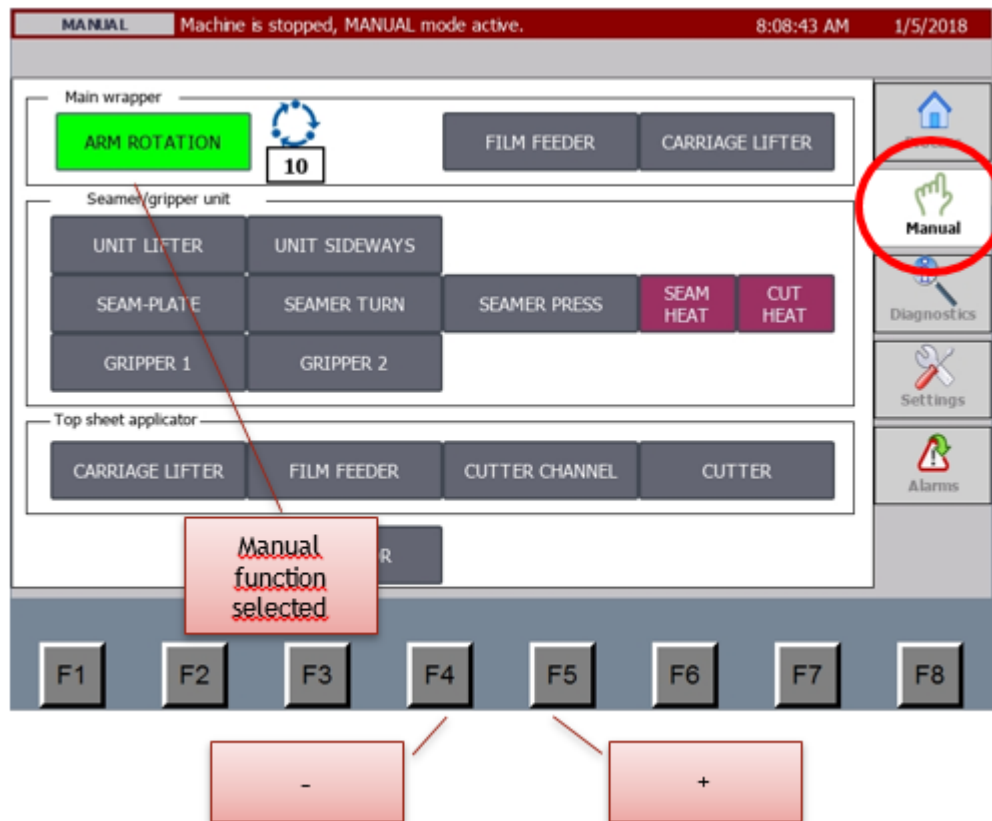 MANUAL Machine is stopped, MANUAL mode active. 8:08:43 AM 1/5/2018
Main wrapper
ARM ROTATION
10
FILM FEEDER
CARRIAGE LIFTER
Seamer/gripper unit
UNIT LIFTER
UNIT SIDEWAYS
SEAM-PLATE
SEAMER TURN
SEAMER PRESS
SEAM
HEAT
CUT
HEAT
GRIPPER 1
GRIPPER 2
Top sheet applicator
CARRIAGE LIFTER
FILM FEEDER
CUTTER CHANNEL
CUTTER
R
Manual
function
selected
Manual
Diagnostics
Settings
Alarms
F1 F2 F3 F4 F5 F6 F7 F8
-
+